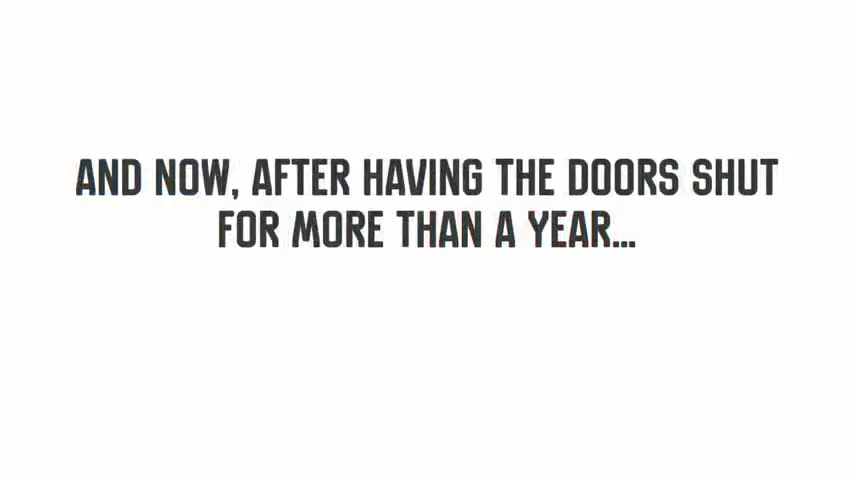 AND NOW, AFTER HAVING THE DOORS SHUT
FOR MORE THAN A YEAR...